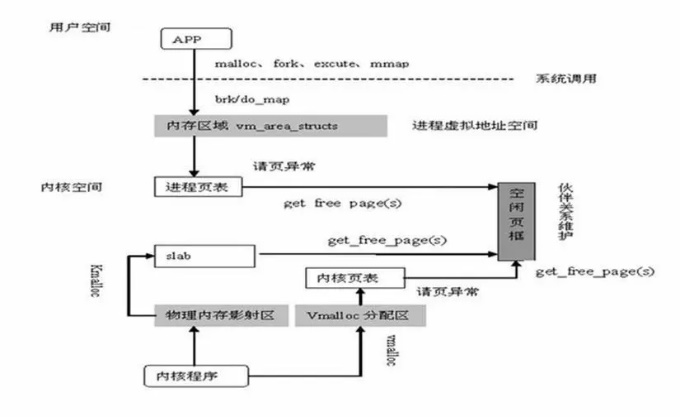 用户空间
APP
malloc、fork、excute、mmap
系统调用
brk/do_map
内存区域 vm_area_structs
进程虚拟地址空间
请页异常
内核空间
进程页表
get free page(s)
空闲页框
伙伴关系维护
get_free_page(s)
slab
内核页表
get_free_page(s)
请页异常
Kmalloc
物理内存影射区
Vmalloc 分配区
vmalloc
内核程序